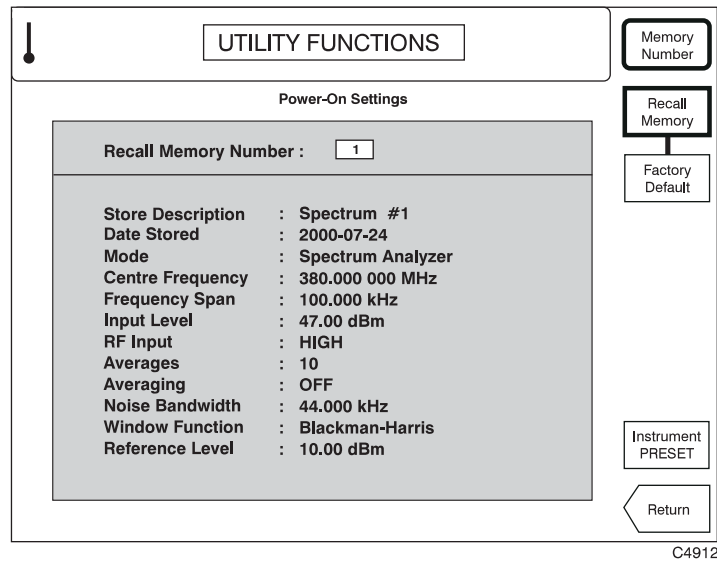 UTILITY FUNCTIONS
Memory
Number
Power-On Settings
Recall
Memory
Recall Memory Number : 1
Factory
Default
Store Description : Spectrum #1
Date Stored : 2000-07-24
Mode : Spectrum Analyzer
Centre Frequency : 380.000 000 MHz
Frequency Span : 100.000 kHz
Input Level : 47.00 dBm
RF Input : HIGH
Averages : 10
Averaging : OFF
Noise Bandwidth : 44.000 kHz
Window Function : Blackman-Harris
Reference Level : 10.00 dBm
Instrument
PRESET
Return
C4912